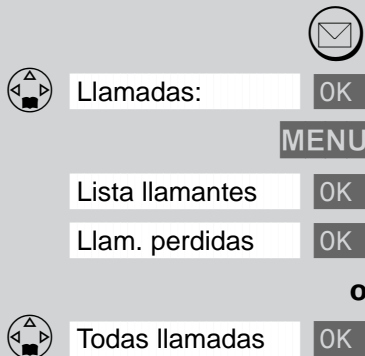 Llamadas: OK
MENU
Lista llamantes OK
Llam. perdidas OK
o
Todas llamadas OK